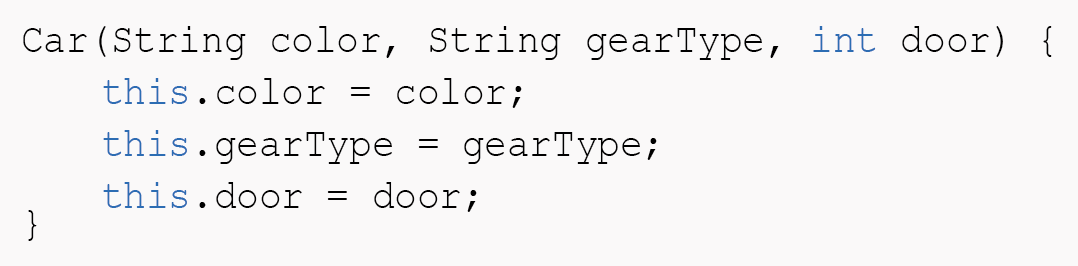 Car(String color, String gearType, int door) {
    this.color = color;
    this.gearType = gearType;
    this.door = door;
}